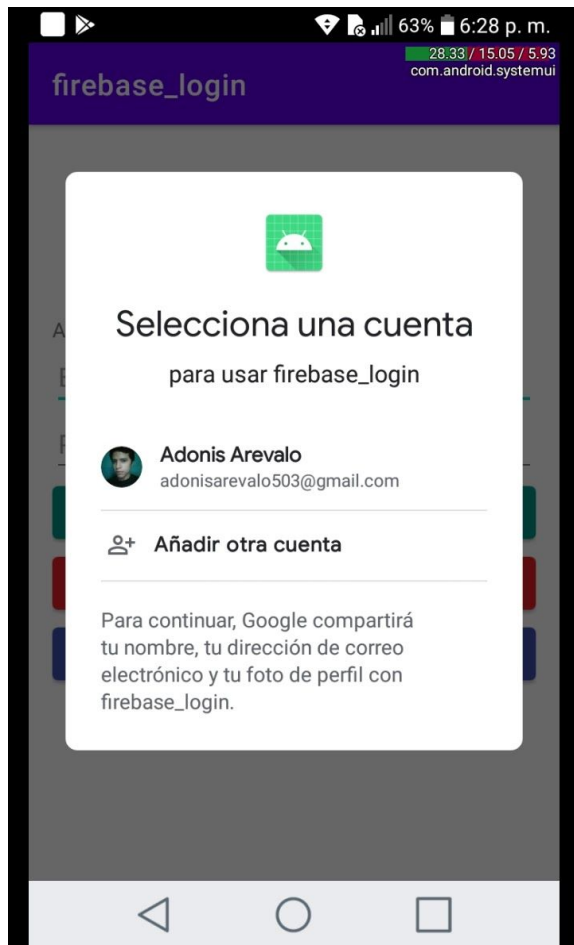 63% 6:28 p. m.
28.33 / 15.05 / 5.93
com.android.systemui
firebase_login
Selecciona una cuenta
para usar firebase_login
Adonis Arevalo
adonisarevalo503@gmail.com
Añadir otra cuenta
Para continuar, Google compartirá
tu nombre, tu dirección de correo
electrónico y tu foto de perfil con
firebase_login.